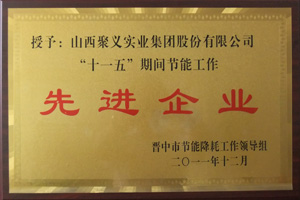 授予：山西聚义实业集团股份有限公司
“十一五”期间节能工作
先进企业
晋中市节能降耗工作领导组
二〇一一年十二月